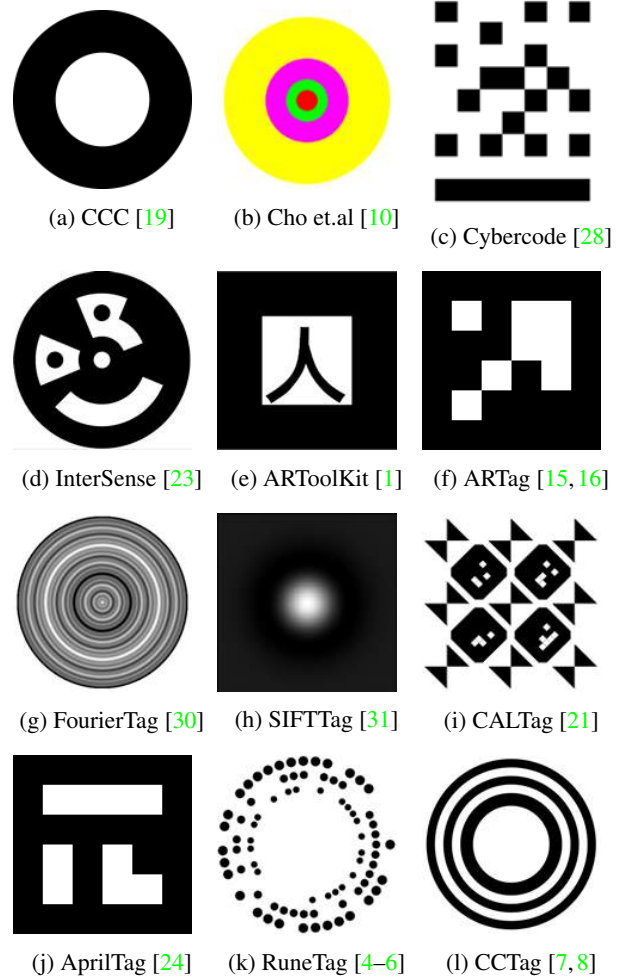 (a) CCC [19]
(b) Cho et.al [10]
(c) Cybercode [28]
人
(d) InterSense [23]
(e) ARToolKit [1]
(f) ARTag [15, 16]
(g) FourierTag [30]
(h) SIFTTag [31]
(i) CALTag [21]
(j) AprilTag [24]
(k) RuneTag [4–6]
(l) CCTag [7, 8]